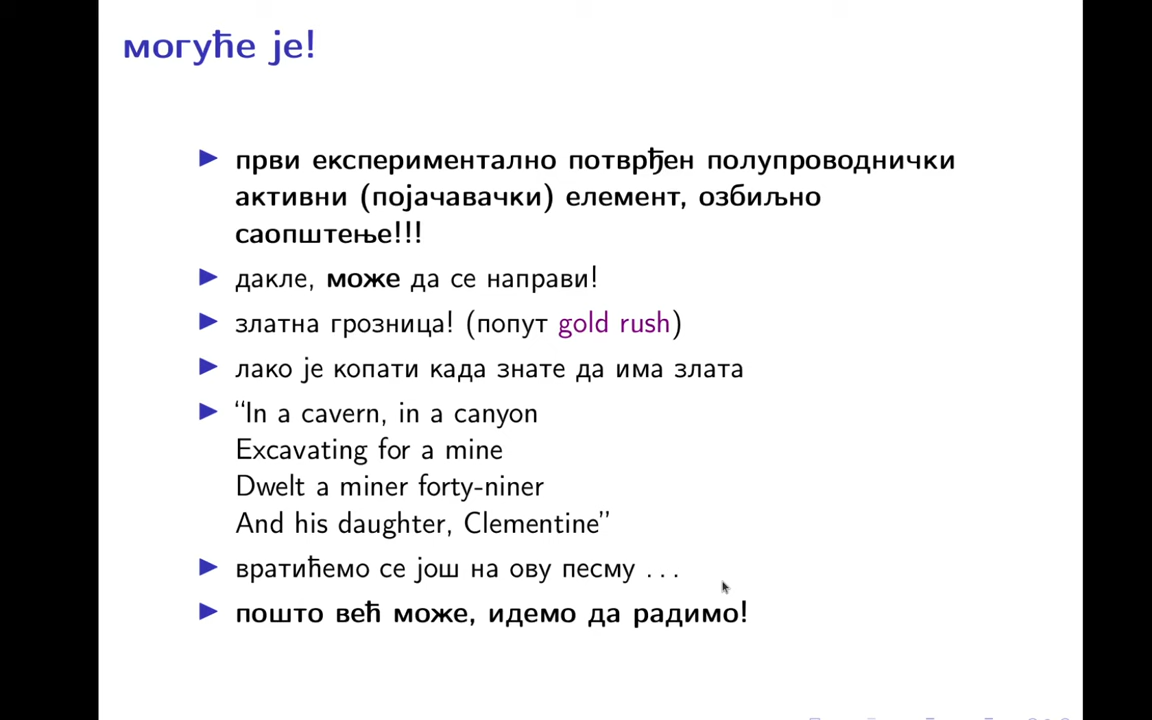 могуће је!
први експериментално потврђен полупроводнички
активни (појачавачки) елемент, озбиљно
саопштење!!!
дакле, може да се направи!
златна грозница! (попут gold rush)
лако је копати када знате да има злата
“In a cavern, in a canyon
Excavating for a mine
Dwelt a miner forty-niner
And his daughter, Clementine”
вратићемо се још на ову песму ...
пошто већ може, идемо да радимо!